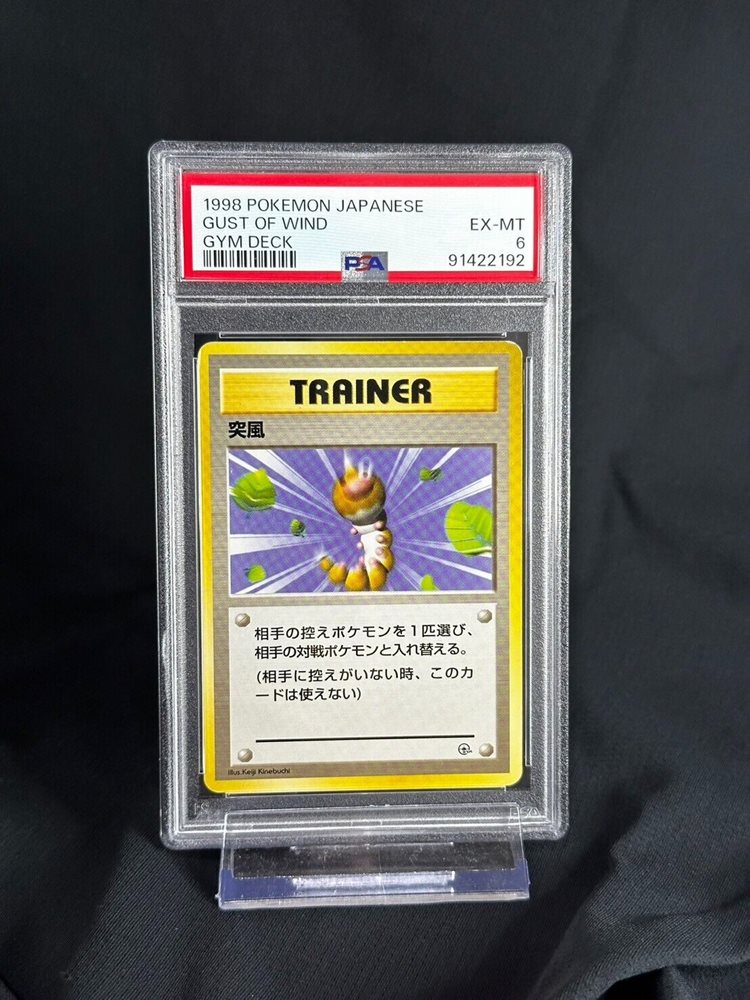 1998 POKEMON JAPANESE
GUST OF WIND EX-MT
GYM DECK 6
91422192
PSA
TRAINER
突風
相手の控えポケモンを1匹選び、
相手の対戦ポケモンと入れ替える。
(相手に控えがいない時、このカ
ードは使えない)
Illus.Keiji Kinebuchi